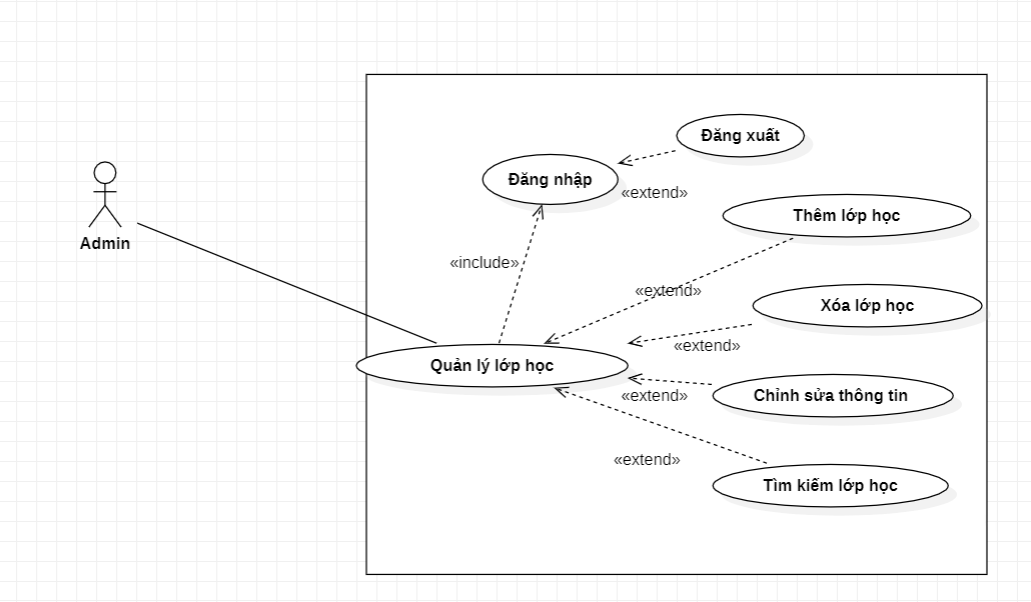 Đăng xuất
Đăng nhập
«extend»
Thêm lớp học
Admin
«include»
«extend»
Xóa lớp học
«extend»
Quản lý lớp học
«extend»
Chỉnh sửa thông tin
«extend»
Tìm kiếm lớp học